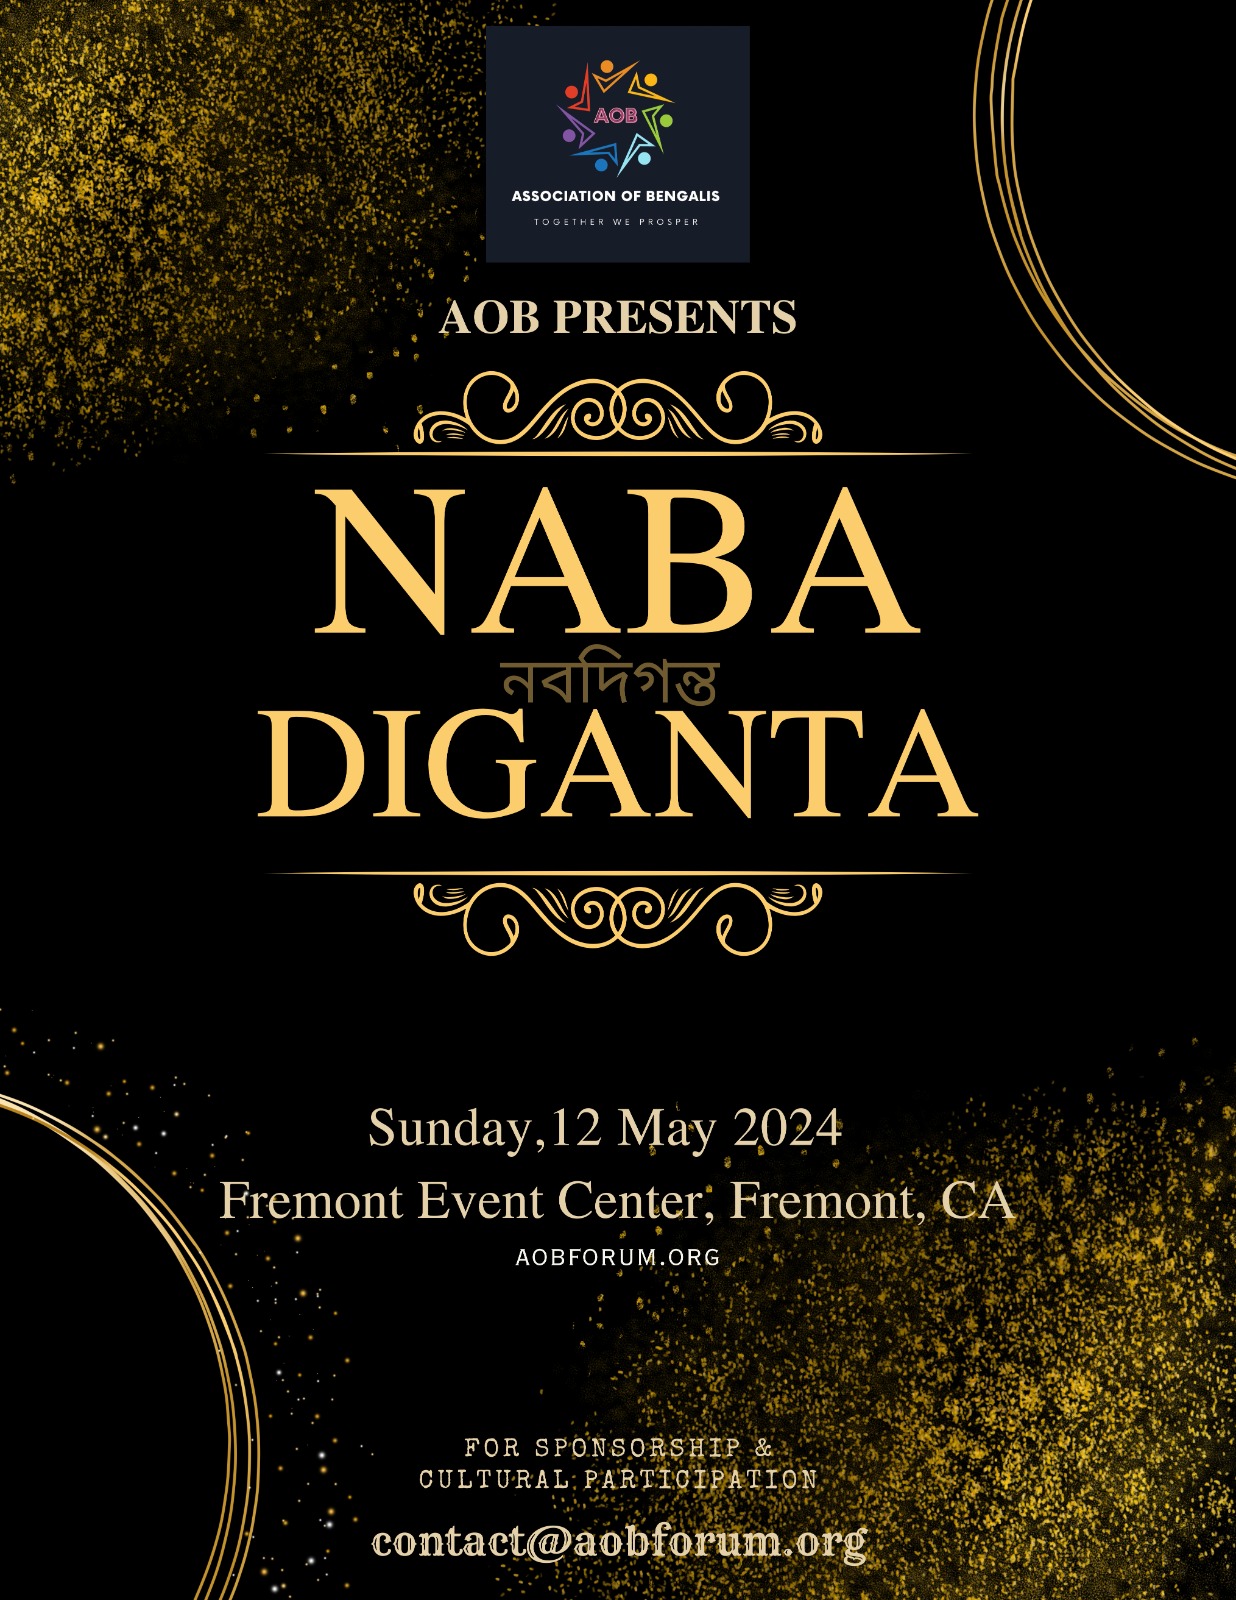 AOB
ASSOCIATION OF BENGALIS
TOGETHER WE PROSPER
AOB PRESENTS
NABA
নবদিগন্ত
DIGANTA
Sunday,12 May 2024
Fremont Event Center, Fremont, CA
AOBFORUM.ORG
FOR SPONSORSHIP &
CULTURAL PARTICIPATION
contact@aobforum.org